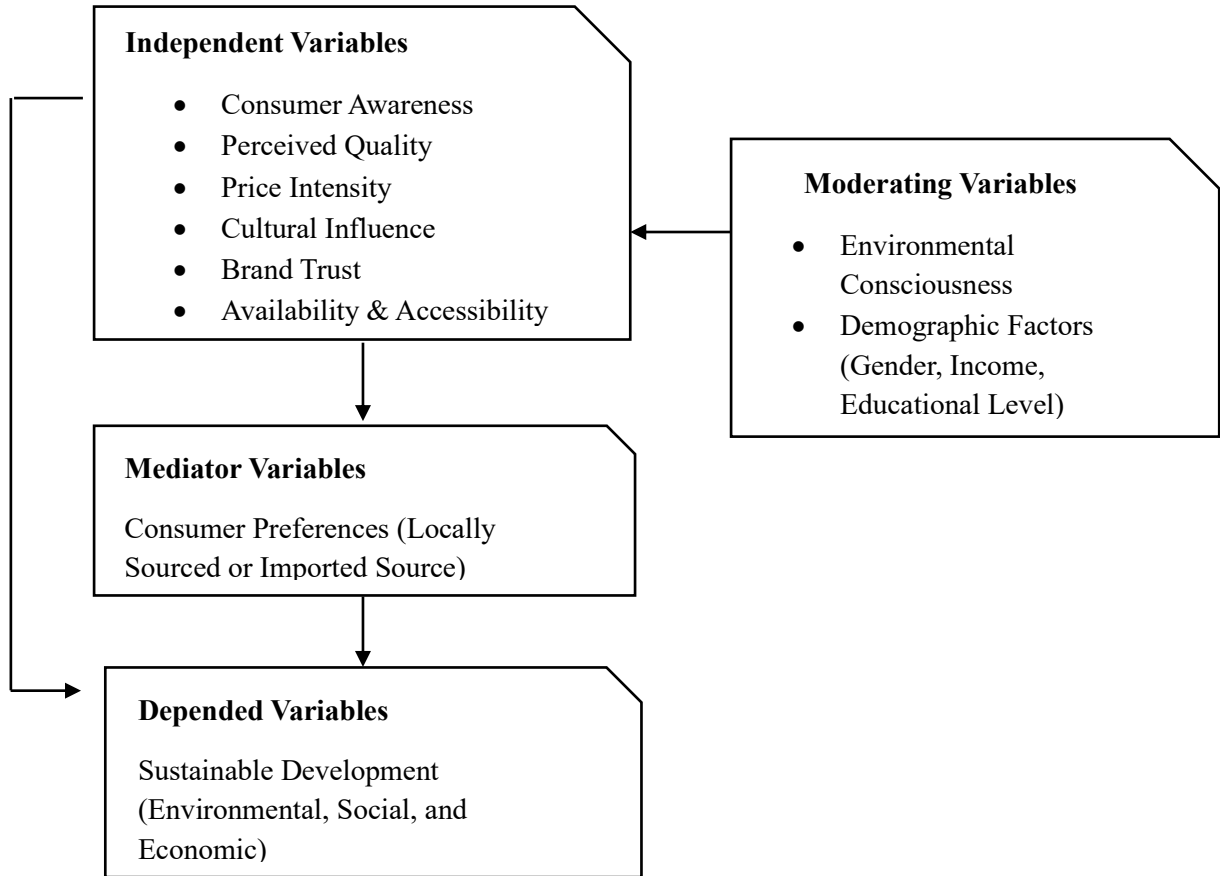 Independent Variables
• Consumer Awareness
• Perceived Quality
• Price Intensity
• Cultural Influence
• Brand Trust
• Availability & Accessibility
Moderating Variables
• Environmental
Consciousness
• Demographic Factors
(Gender, Income,
Educational Level)
Mediator Variables
Consumer Preferences (Locally
Sourced or Imported Source)
Depended Variables
Sustainable Development
(Environmental, Social, and
Economic)